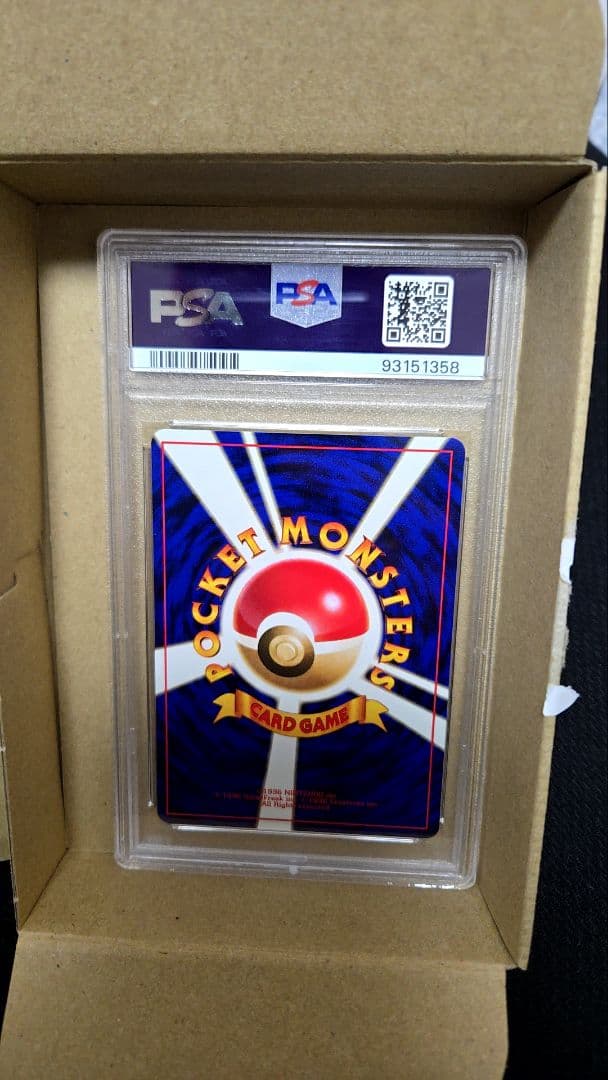 PSA
PSA
93151358
POCKET MONSTERS
CARD GAME